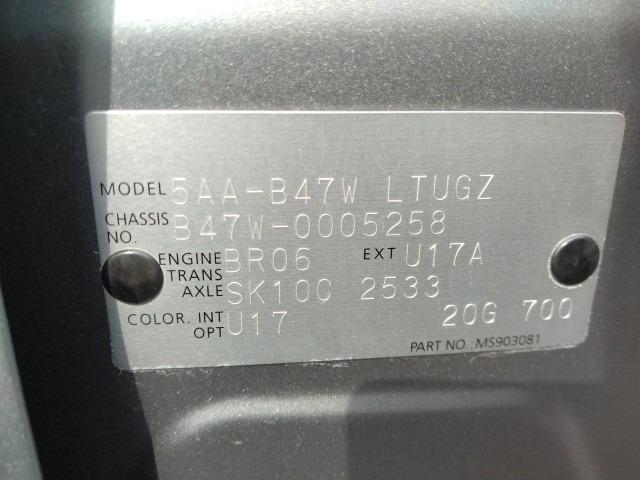 MODEL 5AA-B47W LTUGZ
CHASSIS NO. B47W-0005258
ENGINE BR06 EXT U17A
TRANS AXLE SK10C 2533
COLOR. INT U17 20G 700
OPT
PART NO.: MS903081